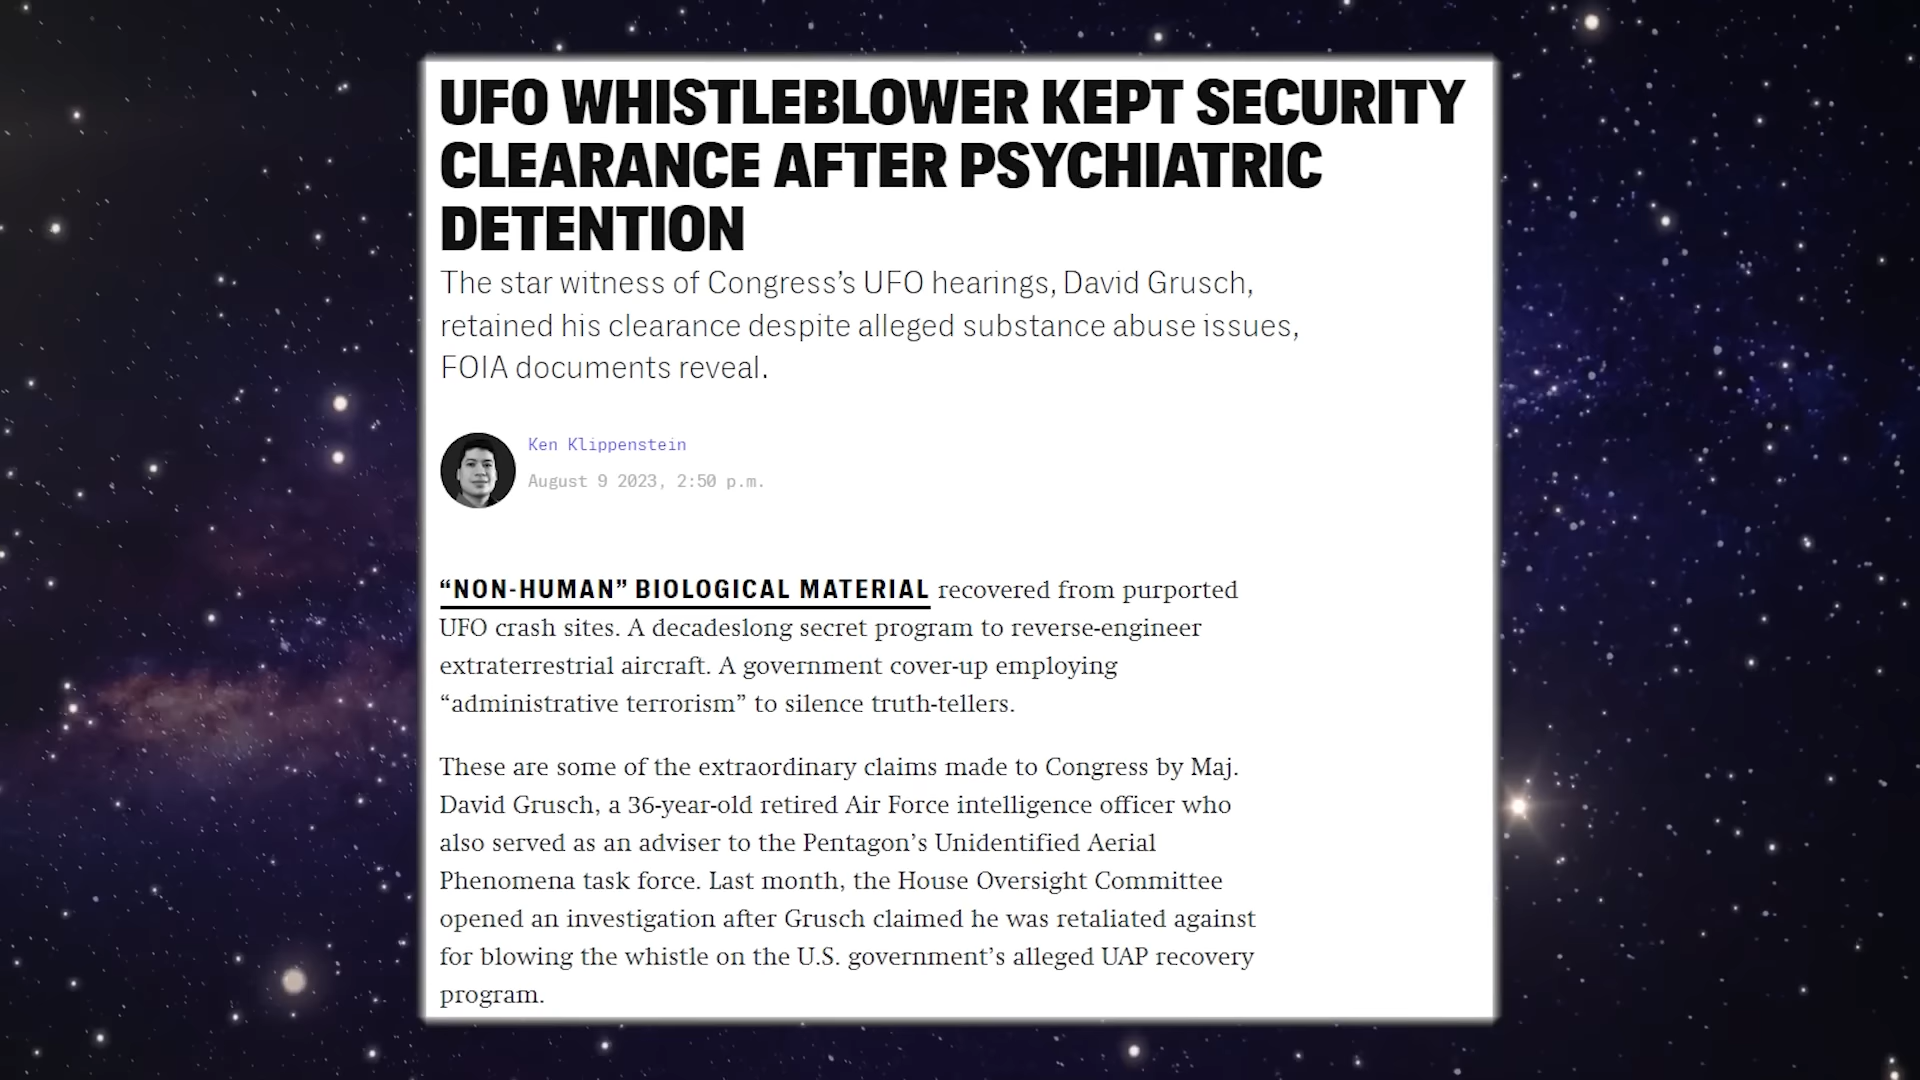 UFO WHISTLEBLOWER KEPT SECURITY
CLEARANCE AFTER PSYCHIATRIC
DETENTION
The star witness of Congress’s UFO hearings, David Grusch,
retained his clearance despite alleged substance abuse issues,
FOIA documents reveal.
Ken Klippenstein
August 9 2023, 2:50 p.m.
“NON-HUMAN” BIOLOGICAL MATERIAL recovered from purported
UFO crash sites. A decadeslong secret program to reverse-engineer
extraterrestrial aircraft. A government cover-up employing
“administrative terrorism” to silence truth-tellers.
These are some of the extraordinary claims made to Congress by Maj.
David Grusch, a 36-year-old retired Air Force intelligence officer who
also served as an adviser to the Pentagon’s Unidentified Aerial
Phenomena task force. Last month, the House Oversight Committee
opened an investigation after Grusch claimed he was retaliated against
for blowing the whistle on the U.S. government’s alleged UAP recovery
program.